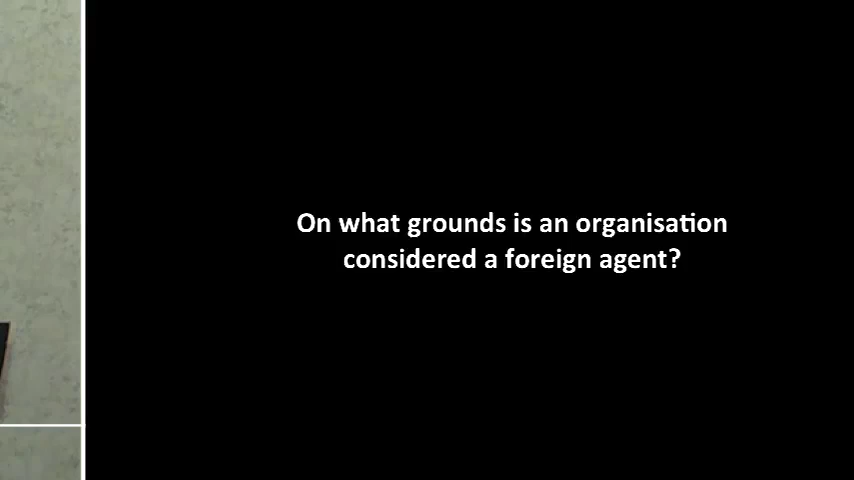 On what grounds is an organisation
considered a foreign agent?